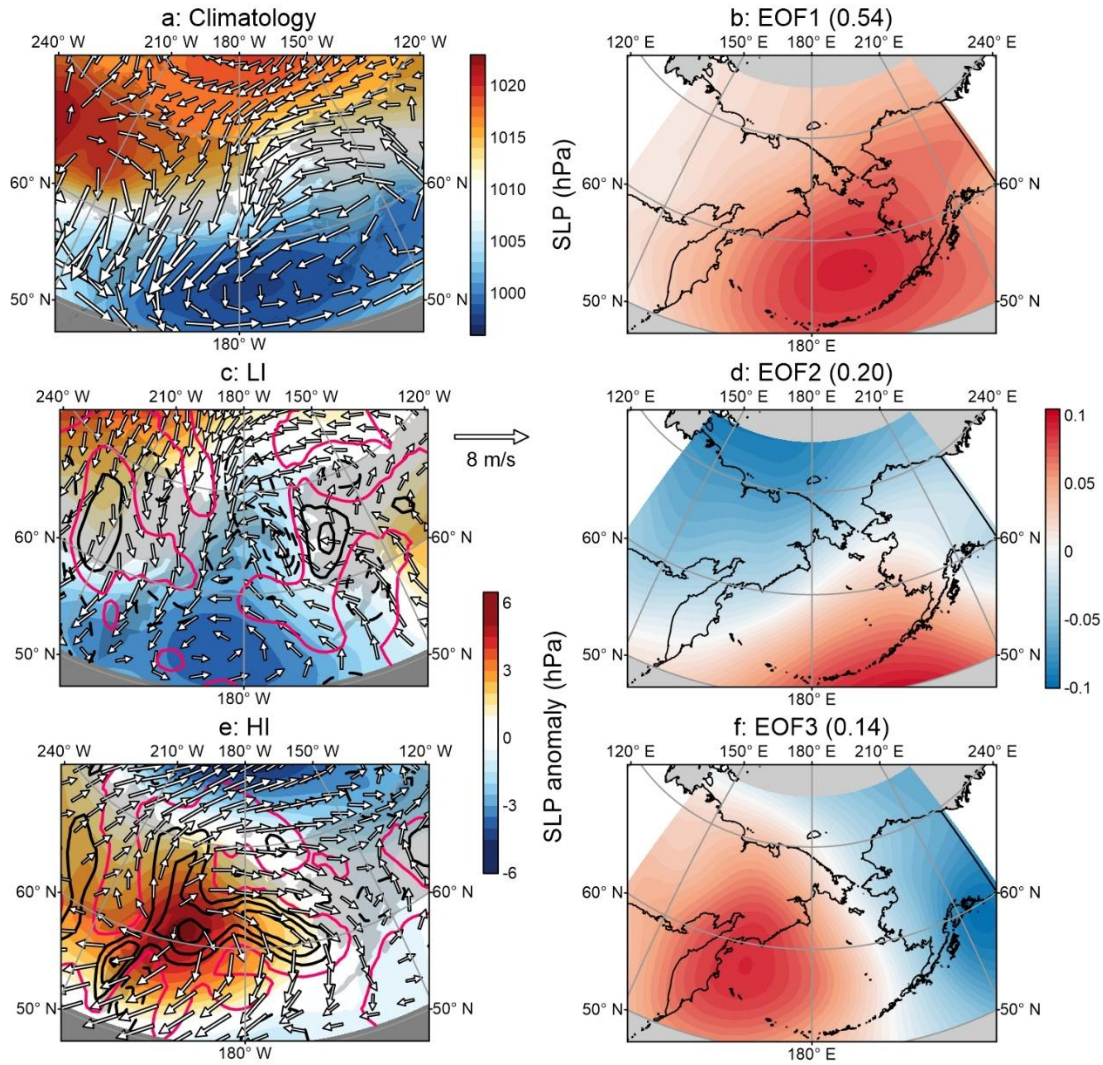 a: Climatology
240° W 210° W 180° W 150° W 120° W
60° N 60° N
50° N 50° N
180° W
1020
1015
1010
1005
1000
SLP (hPa)
b: EOF1 (0.54)
120° E 150° E 180° E 210° E 240° E
60° N 60° N
50° N 50° N
180° E
c: LI
240° W 210° W 180° W 150° W 120° W
60° N 60° N
50° N 50° N
180° W
8 m/s
d: EOF2 (0.20)
120° E 150° E 180° E 210° E 240° E
60° N 60° N
50° N 50° N
180° E
0.1
0.05
0
-0.05
-0.1
e: HI
240° W 210° W 180° W 150° W 120° W
60° N 60° N
50° N 50° N
180° W
6
3
0
-3
-6
SLP anomaly (hPa)
f: EOF3 (0.14)
120° E 150° E 180° E 210° E 240° E
60° N 60° N
50° N 50° N
180° E